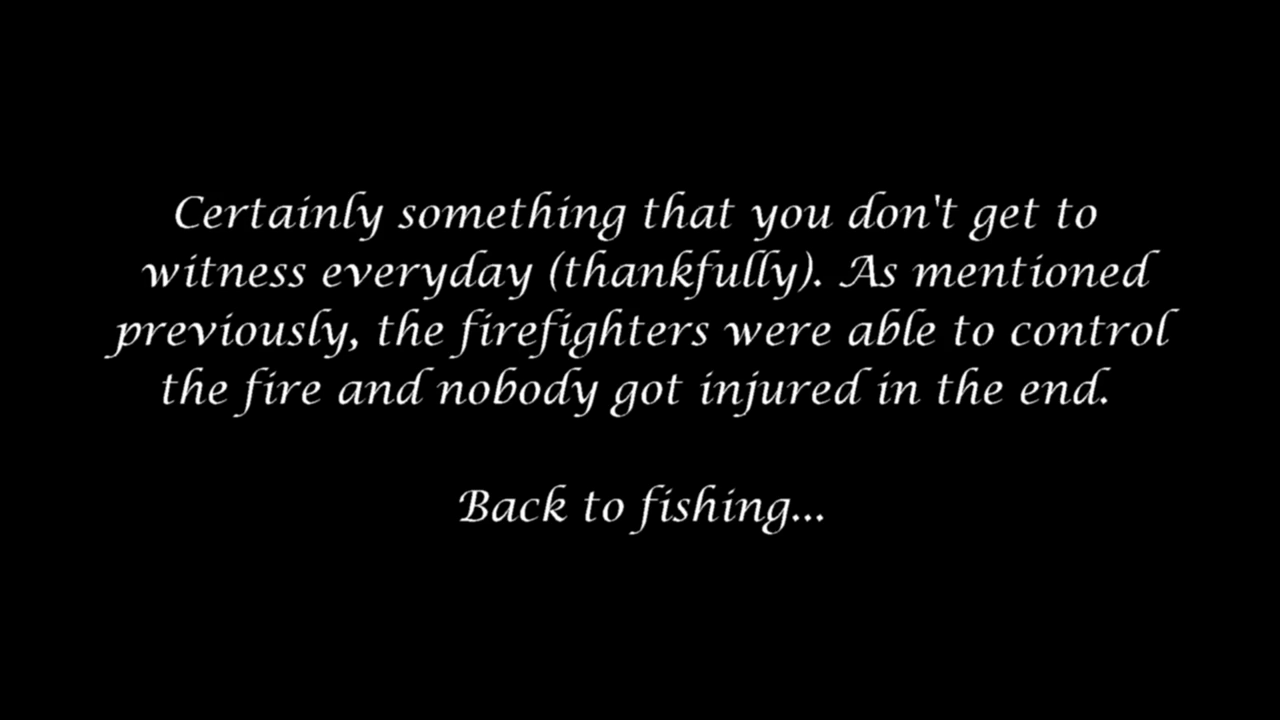 Certainly something that you don't get to
witness everyday (thankfully). As mentioned
previously, the firefighters were able to control
the fire and nobody got injured in the end.
Back to fishing...